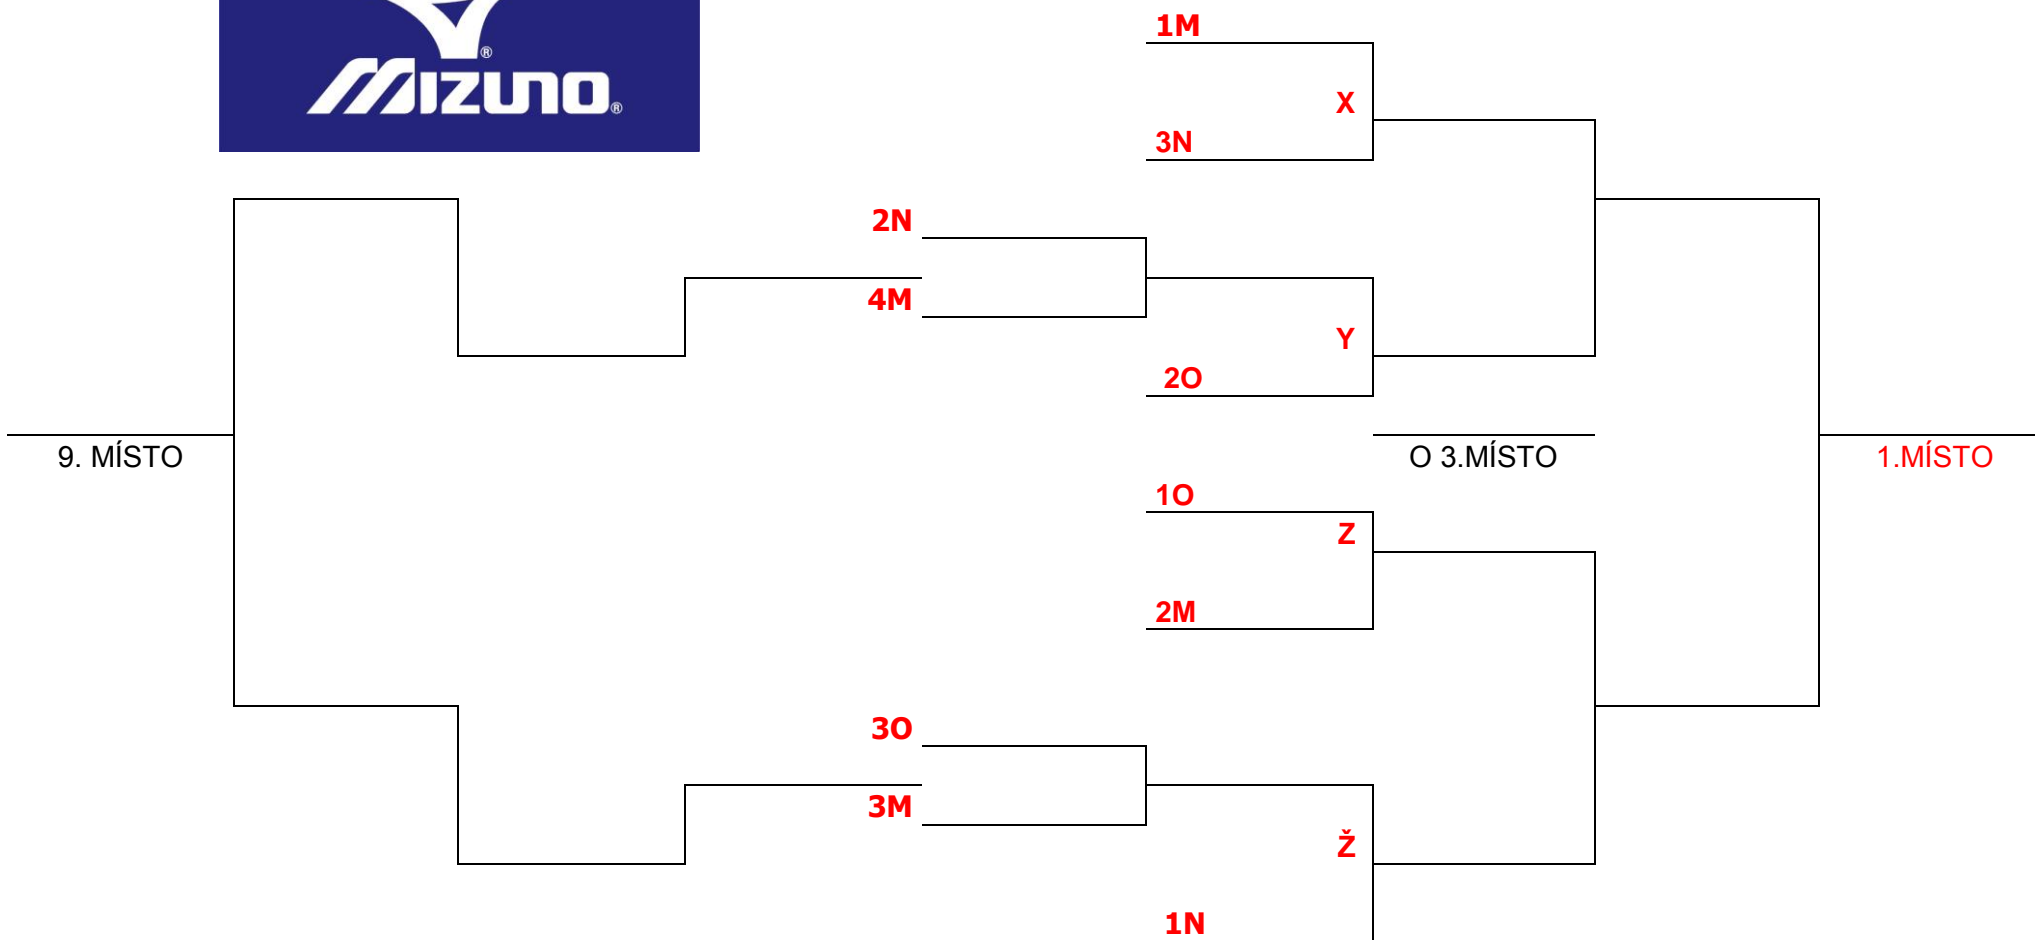 MIZUNO
1M
X
3N
2N
4M
Y
2O
9. MÍSTO
O 3.MÍSTO
1.MÍSTO
1O
Z
2M
3O
3M
Ž
1N